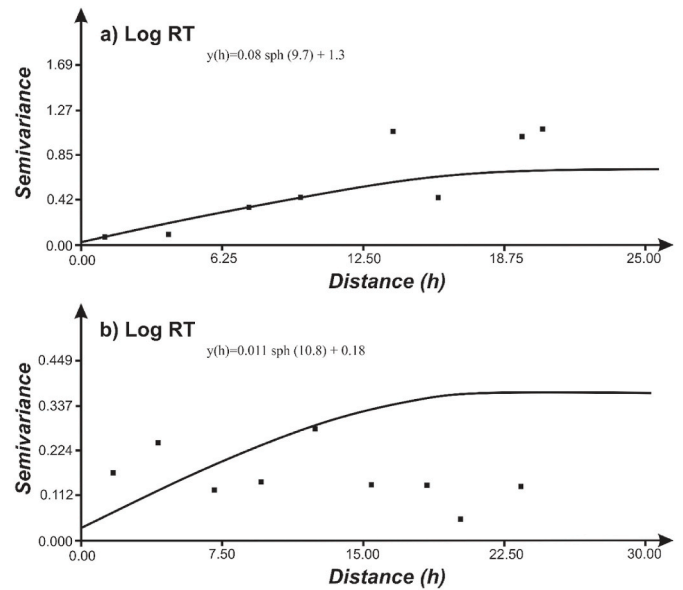 a) Log RT
y(h)=0.08 sph (9.7) + 1.3
Semivariance
1.69
1.27
0.85
0.42
0.00
0.00 6.25 12.50 18.75 25.00
Distance (h)
b) Log RT
y(h)=0.011 sph (10.8) + 0.18
Semivariance
0.449
0.337
0.224
0.112
0.000
0.00 7.50 15.00 22.50 30.00
Distance (h)